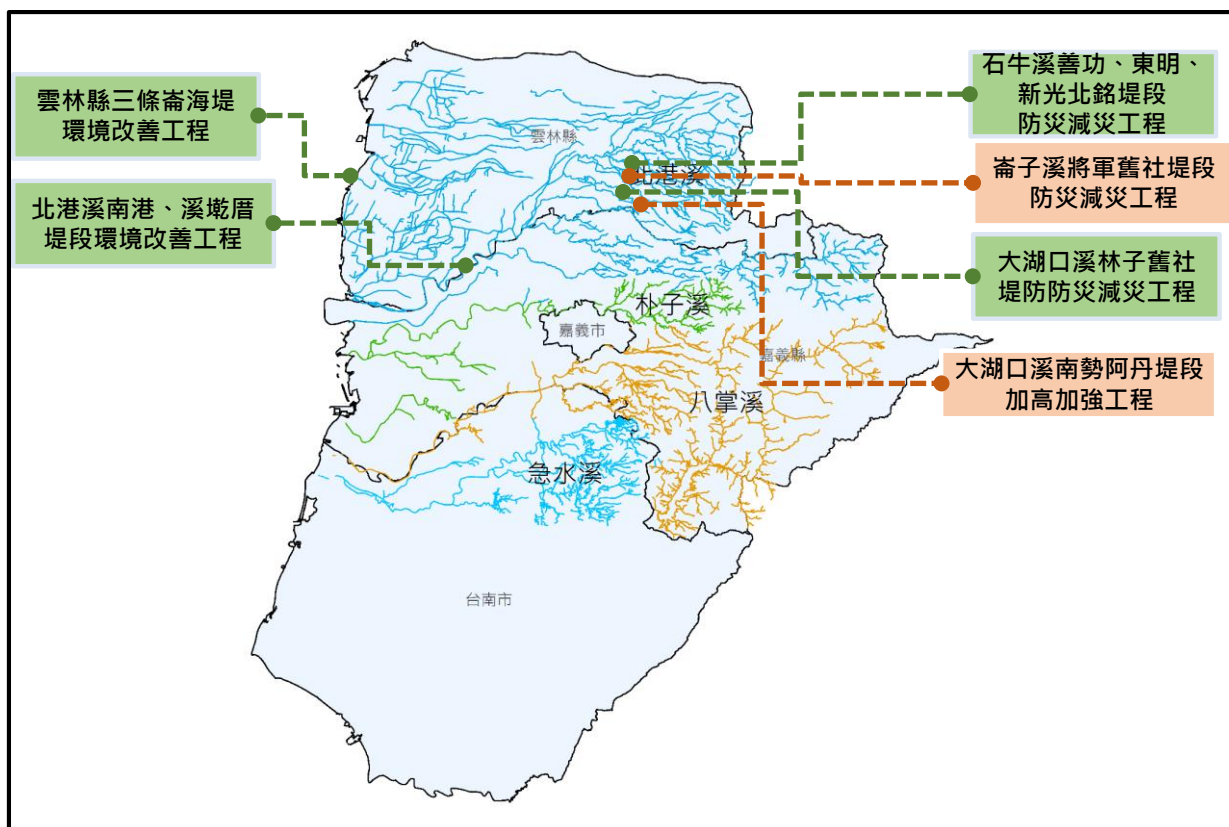 雲林縣三條崙海堤
環境改善工程
北港溪南港、溪墘厝
堤段環境改善工程
石牛溪善功、東明、
新光北銘堤段
防災減災工程
崙子溪將軍舊社堤段
防災減災工程
大湖口溪林子舊社
堤防防災減災工程
大湖口溪南勢阿丹堤段
加高加強工程
雲林縣
北港溪
朴子溪
嘉義市
嘉義縣
八掌溪
急水溪
台南市